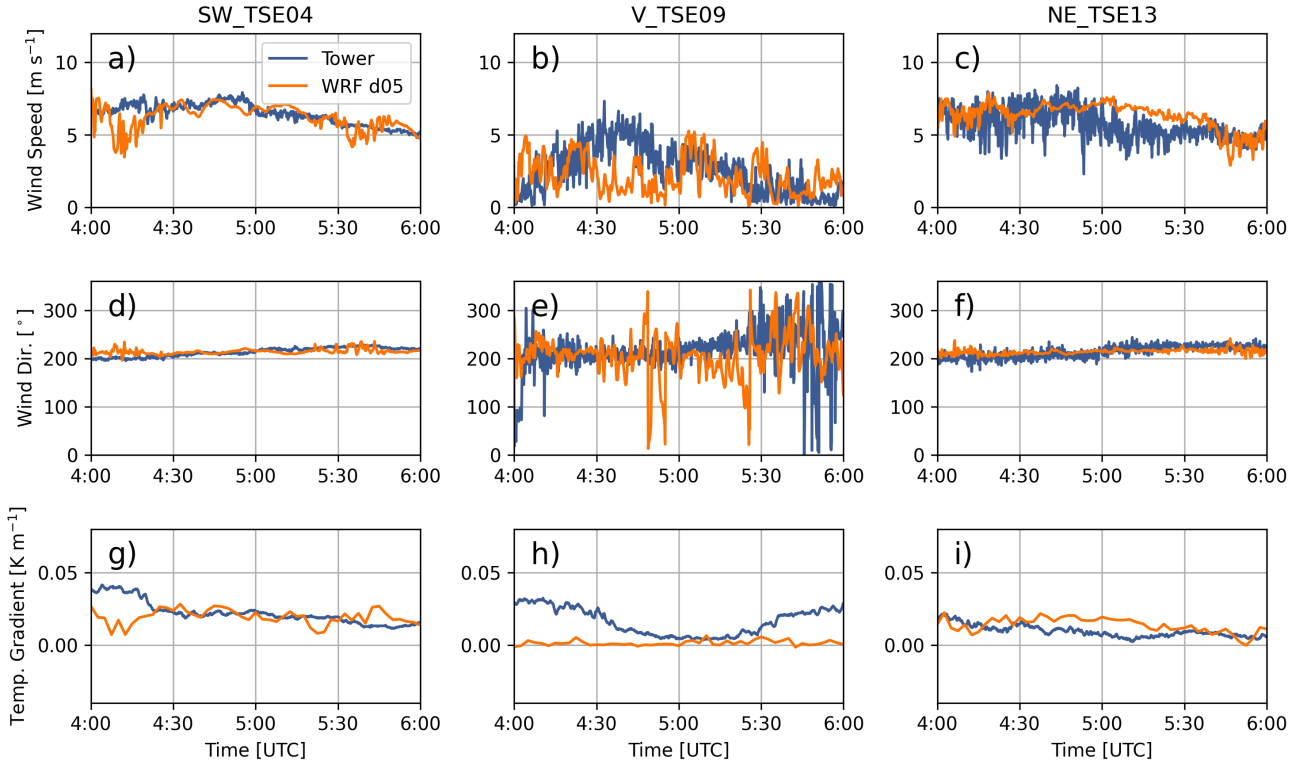 SW_TSE04 V_TSE09 NE_TSE13
Wind Speed [m s⁻¹]
a) b) c)
Tower
WRF d05
10 10 10
5 5 5
0 0 0
4:00 4:30 5:00 5:30 6:00 4:00 4:30 5:00 5:30 6:00 4:00 4:30 5:00 5:30 6:00
Wind Dir. [°]
d) e) f)
300 300 300
200 200 200
100 100 100
0 0 0
4:00 4:30 5:00 5:30 6:00 4:00 4:30 5:00 5:30 6:00 4:00 4:30 5:00 5:30 6:00
Temp. Gradient [K m⁻¹]
g) h) i)
0.05 0.05 0.05
0.00 0.00 0.00
4:00 4:30 5:00 5:30 6:00 4:00 4:30 5:00 5:30 6:00 4:00 4:30 5:00 5:30 6:00
Time [UTC] Time [UTC] Time [UTC]